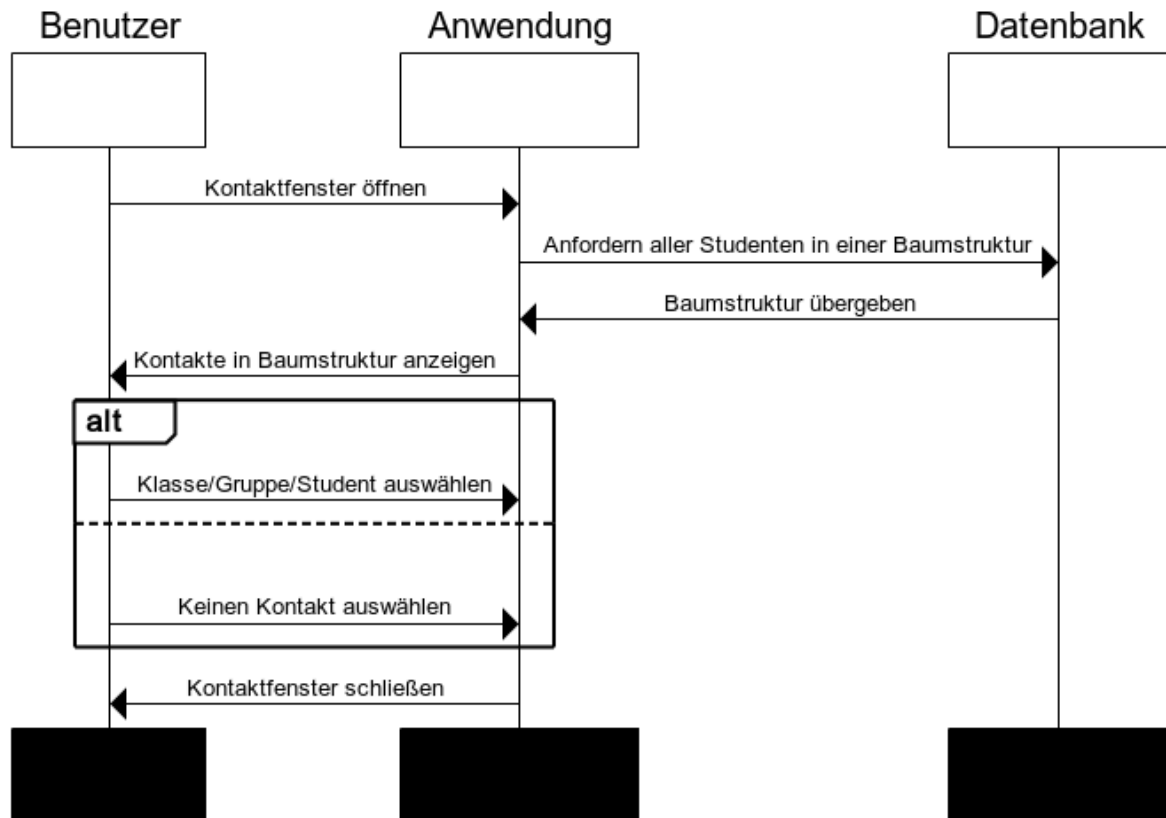 Benutzer
Anwendung
Datenbank
Kontaktfenster öffnen
Anfordern aller Studenten in einer Baumstruktur
Baumstruktur übergeben
Kontakte in Baumstruktur anzeigen
alt
Klasse/Gruppe/Student auswählen
Keinen Kontakt auswählen
Kontaktfenster schließen